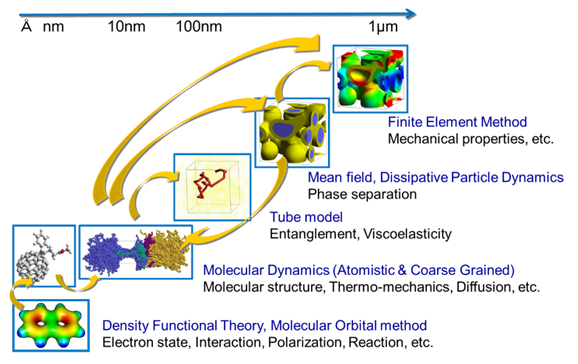 Å nm 10nm 100nm 1μm
Finite Element Method
Mechanical properties, etc.
Mean field, Dissipative Particle Dynamics
Phase separation
Tube model
Entanglement, Viscoelasticity
Molecular Dynamics (Atomistic & Coarse Grained)
Molecular structure, Thermo-mechanics, Diffusion, etc.
Density Functional Theory, Molecular Orbital method
Electron state, Interaction, Polarization, Reaction, etc.